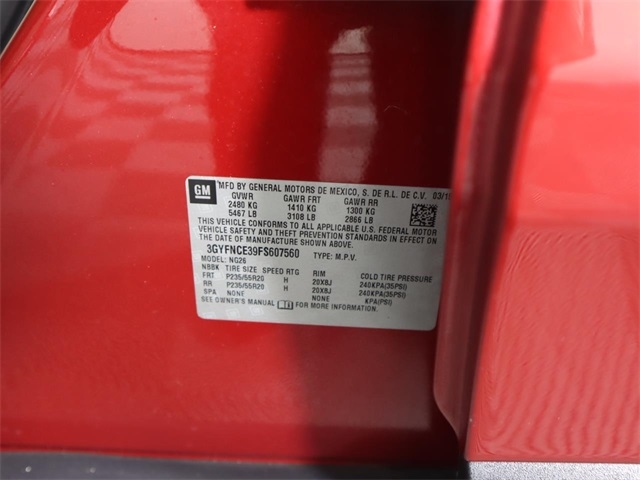 GM MFD BY GENERAL MOTORS DE MEXICO, S. DE R.L. DE C.V. 03/15
GVWR GAWR FRT GAWR RR
2480 KG 1410 KG 1300 KG
5467 LB 3108 LB 2866 LB
THIS VEHICLE CONFORMS TO ALL APPLICABLE U.S. FEDERAL MOTOR
VEHICLE SAFETY AND THEFT PREVENTION STANDARDS IN EFFECT ON
THE DATE OF MANUFACTURE SHOWN ABOVE.
3GYFNCE39FS607560 TYPE: M.P.V.
MODEL: NG26
NBBK TIRE SIZE SPEED RTG RIM COLD TIRE PRESSURE
FRT P235/55R20 H 20X8J 240KPA(35PSI)
RR P235/55R20 H 20X8J 240KPA(35PSI)
SPA NONE NONE KPA(PSI)
SEE OWNER'S MANUAL FOR MORE INFORMATION.